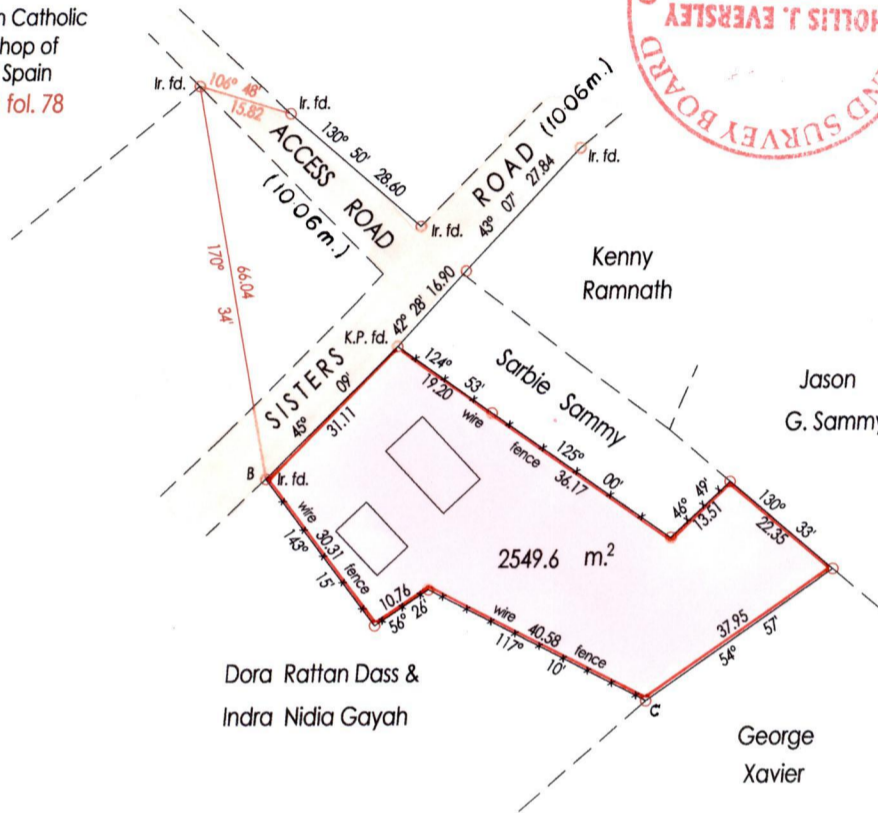 n Catholic
hop of
Spain
fol. 78
HOLLIS J. EVERSLEY
ND SURVEY BOARD
Ir. fd.
106° 48'
15.82
Ir. fd.
130° 50' 28.60
ACCESS ROAD
(10·06m.)
ROAD (10·06m.)
Ir. fd.
43° 07' 27.84
Ir. fd.
170° 34'
66.04
Kenny
Ramnath
42° 28' 16.90
K.P. fd.
SISTERS
45° 09'
31.11
124° 53'
19.20
wire fence
Sarbie Sammy
125° 00'
36.17
Jason
G. Sammy
46° 49'
13.51
130° 33'
22.35
B
Ir. fd.
wire fence
30.31
143° 15'
2549.6 m.²
10.76
56° 26'
wire fence
40.58
117° 10'
37.95
54° 57'
C
Dora Rattan Dass &
Indra Nidia Gayah
George
Xavier